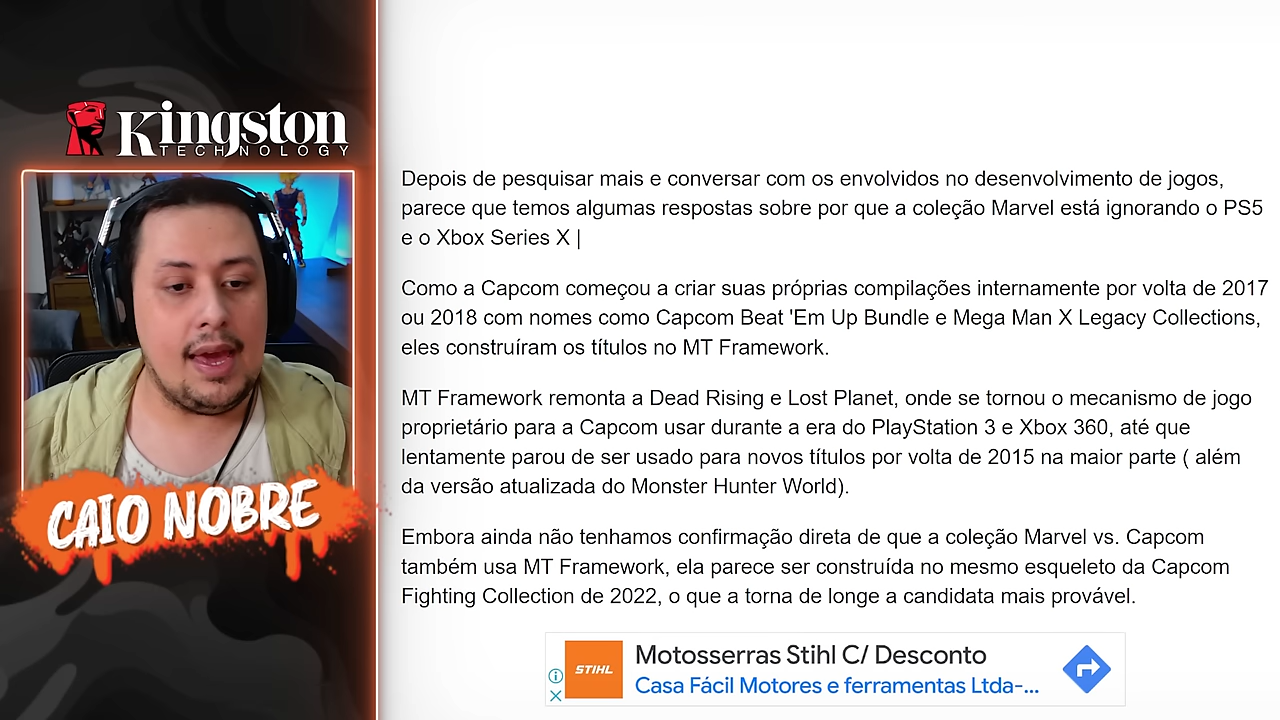 Kingston
TECHNOLOGY
CAIO NOBRE
Depois de pesquisar mais e conversar com os envolvidos no desenvolvimento de jogos,
parece que temos algumas respostas sobre por que a coleção Marvel está ignorando o PS5
e o Xbox Series X |
Como a Capcom começou a criar suas próprias compilações internamente por volta de 2017
ou 2018 com nomes como Capcom Beat 'Em Up Bundle e Mega Man X Legacy Collections,
eles construíram os títulos no MT Framework.
MT Framework remonta a Dead Rising e Lost Planet, onde se tornou o mecanismo de jogo
proprietário para a Capcom usar durante a era do PlayStation 3 e Xbox 360, até que
lentamente parou de ser usado para novos títulos por volta de 2015 na maior parte ( além
da versão atualizada do Monster Hunter World).
Embora ainda não tenhamos confirmação direta de que a coleção Marvel vs. Capcom
também usa MT Framework, ela parece ser construída no mesmo esqueleto da Capcom
Fighting Collection de 2022, o que a torna de longe a candidata mais provável.
STIHL
Motosserras Stihl C/ Desconto
Casa Fácil Motores e ferramentas Ltda-...